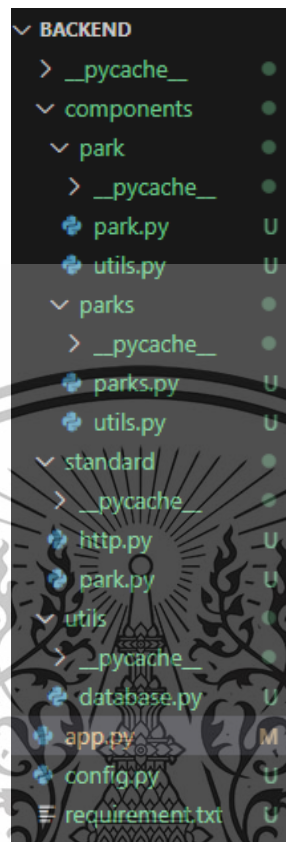 BACKEND
__pycache__
components
park
__pycache__
park.py U
utils.py U
parks
__pycache__
parks.py U
utils.py U
standard
__pycache__
http.py U
park.py U
utils
__pycache__
database.py U
app.py M
config.py U
requirement.txt U